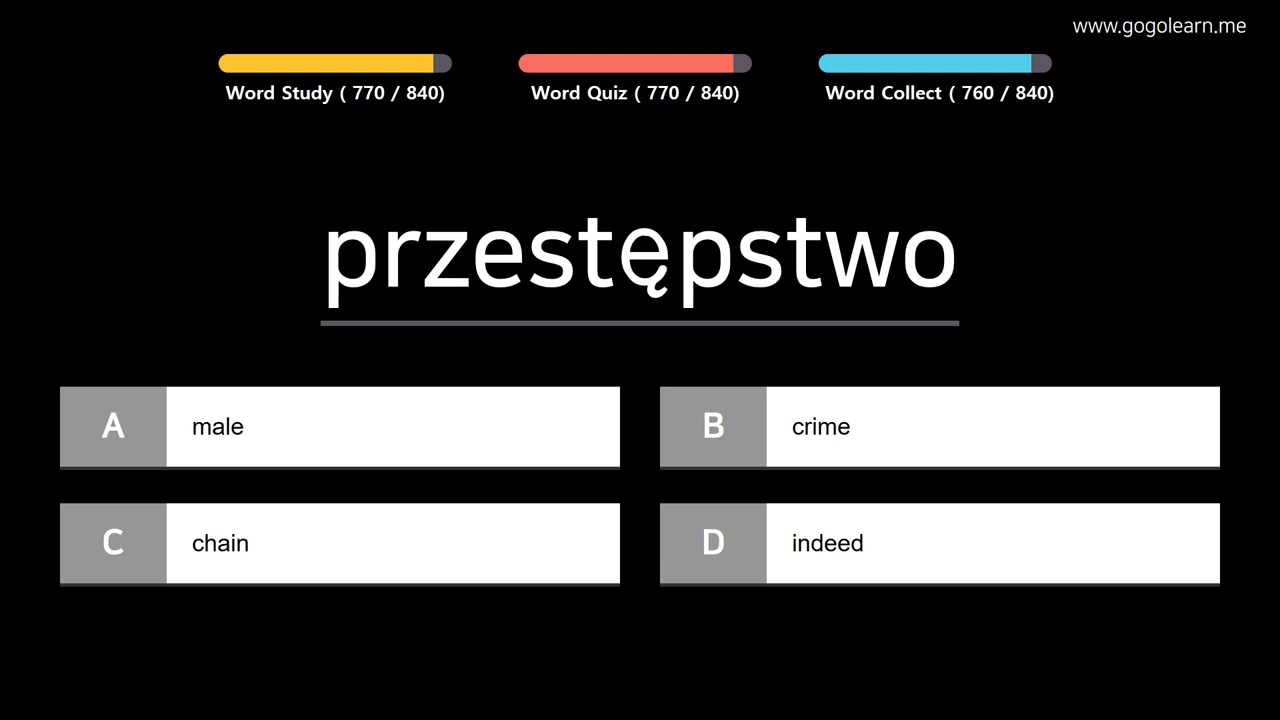 www.gogolearn.me
Word Study ( 770 / 840)
Word Quiz ( 770 / 840)
Word Collect ( 760 / 840)
przestępstwo
A male
B crime
C chain
D indeed